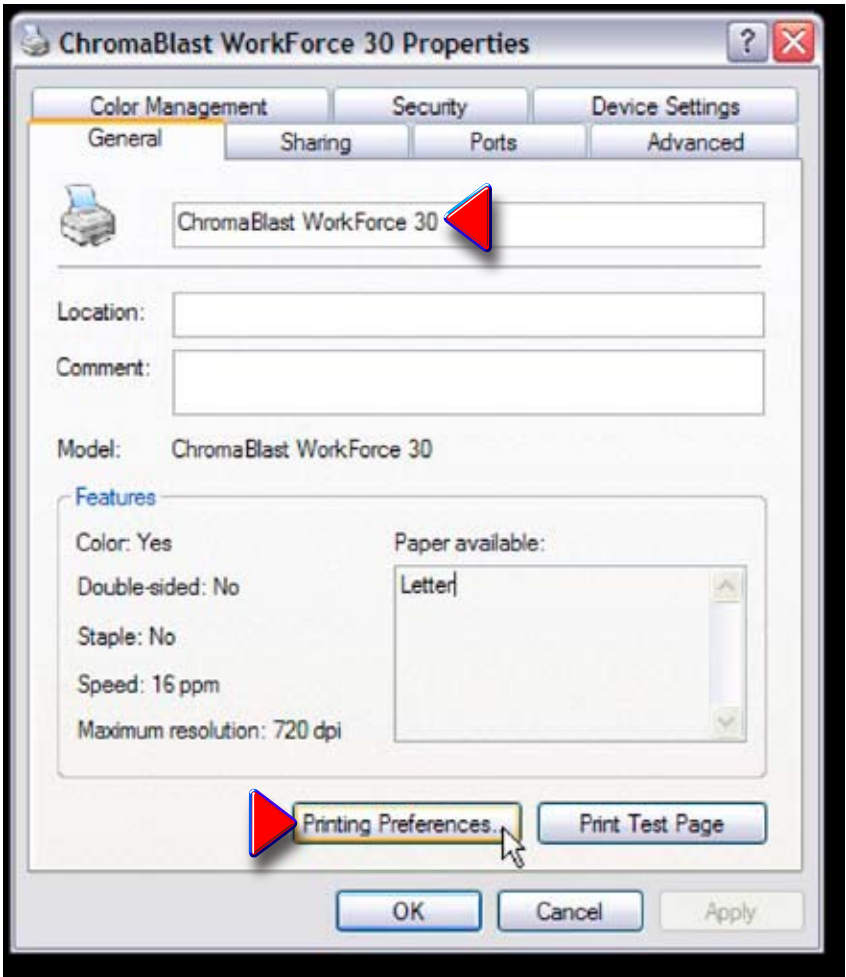 ChromaBlast WorkForce 30 Properties
?
Color Management Security Device Settings
General Sharing Ports Advanced
ChromaBlast WorkForce 30
Location:
Comment:
Model: ChromaBlast WorkForce 30
Features
Color: Yes
Paper available:
Double-sided: No
Letter
Staple: No
Speed: 16 ppm
Maximum resolution: 720 dpi
Printing Preferences... Print Test Page
OK Cancel Apply